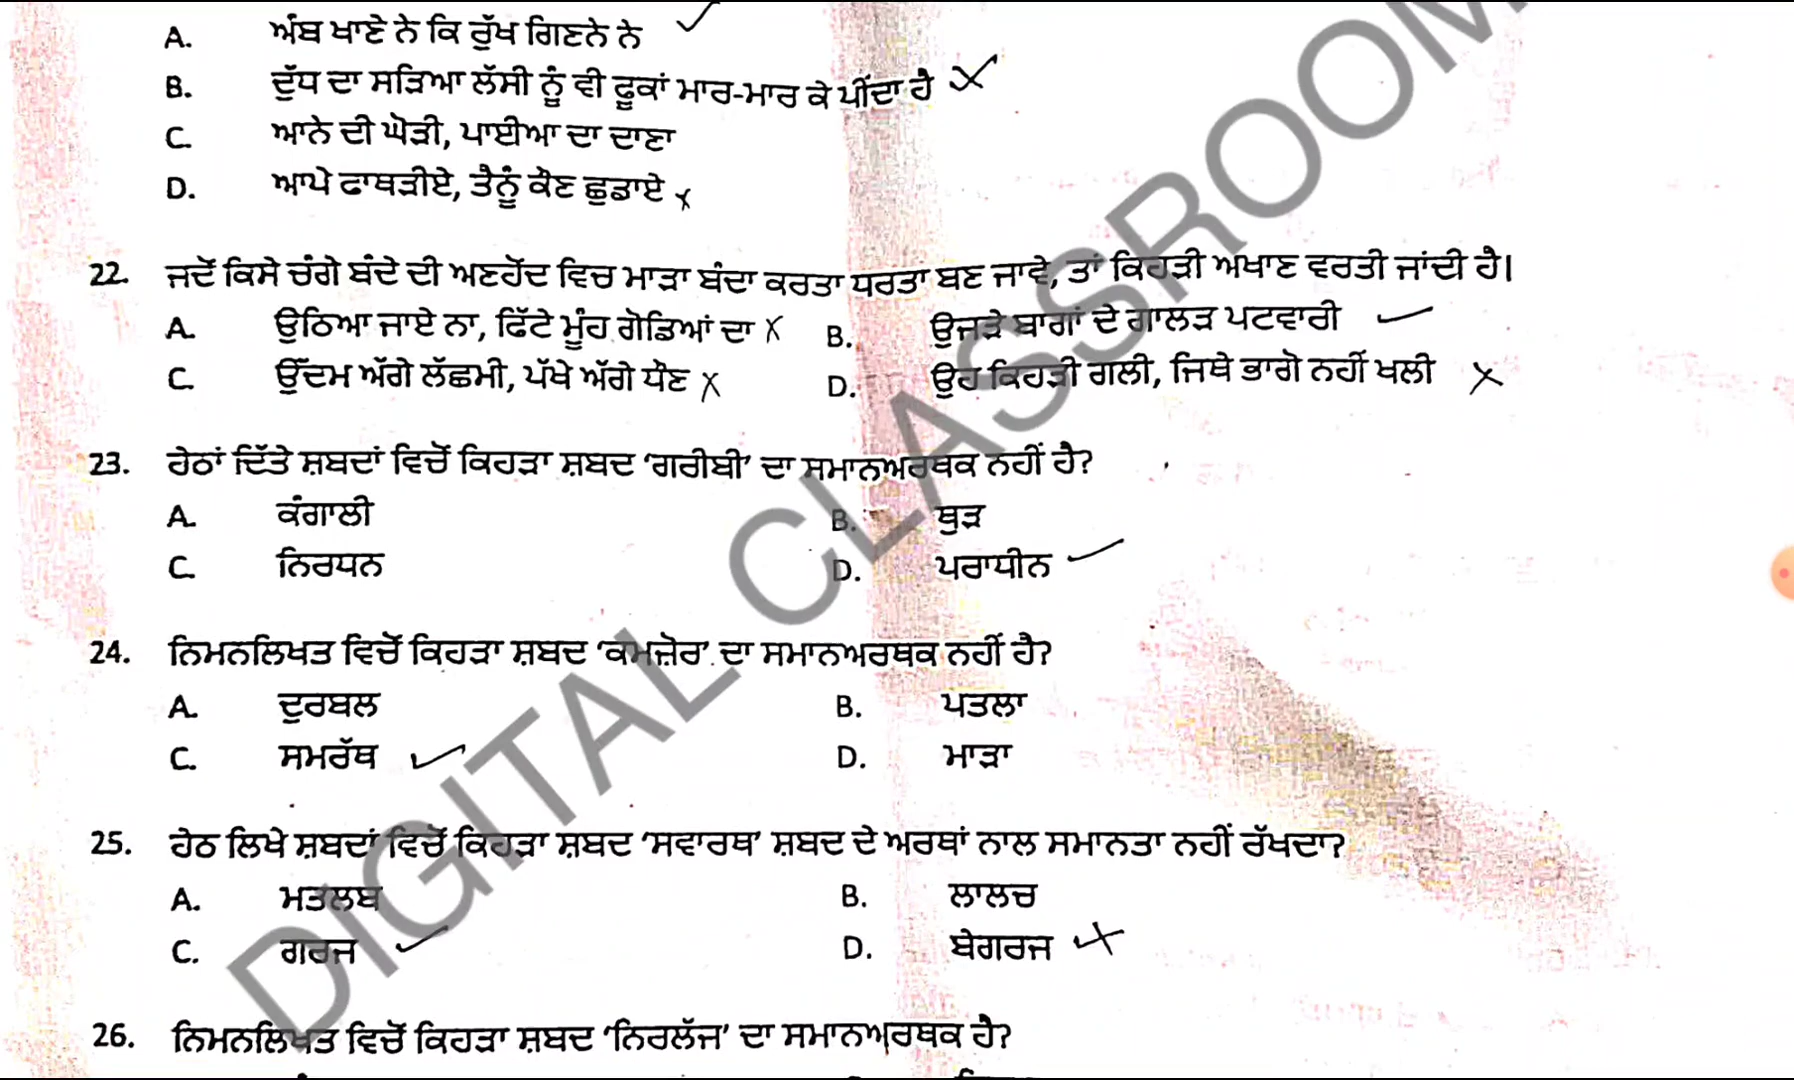 A. ਅੰਬ ਖਾਣੇ ਨੇ ਕਿ ਰੁੱਖ ਗਿਣਨੇ ਨੇ
B. ਦੁੱਧ ਦਾ ਸੜਿਆ ਲੱਸੀ ਨੂੰ ਵੀ ਫੂਕਾਂ ਮਾਰ-ਮਾਰ ਕੇ ਪੀਂਦਾ ਹੈ
C. ਆਨੇ ਦੀ ਘੋੜੀ, ਪਾਈਆ ਦਾ ਦਾਣਾ
D. ਆਪੇ ਫਾਥੜੀਏ, ਤੈਨੂੰ ਕੌਣ ਛੁਡਾਏ
22. ਜਦੋਂ ਕਿਸੇ ਚੰਗੇ ਬੰਦੇ ਦੀ ਅਣਹੋਂਦ ਵਿਚ ਮਾੜਾ ਬੰਦਾ ਕਰਤਾ ਧਰਤਾ ਬਣ ਜਾਵੇ, ਤਾਂ ਕਿਹੜੀ ਅਖਾਣ ਵਰਤੀ ਜਾਂਦੀ ਹੈ।
A. ਉਠਿਆ ਜਾਏ ਨਾ, ਫਿੱਟੇ ਮੂੰਹ ਗੋਡਿਆਂ ਦਾ B. ਉਜੜੇ ਬਾਗਾਂ ਦੇ ਗਾਲੜ ਪਟਵਾਰੀ
C. ਉੱਦਮ ਅੱਗੇ ਲੱਛਮੀ, ਪੱਖੇ ਅੱਗੇ ਪੌਣ D. ਉਹ ਕਿਹੜੀ ਗਲੀ, ਜਿਥੇ ਭਾਗੋ ਨਹੀਂ ਖਲੀ
23. ਹੇਠਾਂ ਦਿੱਤੇ ਸ਼ਬਦਾਂ ਵਿਚੋਂ ਕਿਹੜਾ ਸ਼ਬਦ ‘ਗਰੀਬੀ’ ਦਾ ਸਮਾਨਅਰਥਕ ਨਹੀਂ ਹੈ?
A. ਕੰਗਾਲੀ B. ਥੁੜ
C. ਨਿਰਧਨ D. ਪਰਾਧੀਨ
24. ਨਿਮਨਲਿਖਤ ਵਿਚੋਂ ਕਿਹੜਾ ਸ਼ਬਦ ‘ਕਮਜ਼ੋਰ’ ਦਾ ਸਮਾਨਅਰਥਕ ਨਹੀਂ ਹੈ?
A. ਦੁਰਬਲ B. ਪਤਲਾ
C. ਸਮਰੱਥ D. ਮਾੜਾ
25. ਹੇਠ ਲਿਖੇ ਸ਼ਬਦਾਂ ਵਿਚੋਂ ਕਿਹੜਾ ਸ਼ਬਦ ‘ਸਵਾਰਥ’ ਸ਼ਬਦ ਦੇ ਅਰਥਾਂ ਨਾਲ ਸਮਾਨਤਾ ਨਹੀਂ ਰੱਖਦਾ?
A. ਮਤਲਬ B. ਲਾਲਚ
C. ਗਰਜ D. ਬੇਗਰਜ
26. ਨਿਮਨਲਿਖਤ ਵਿਚੋਂ ਕਿਹੜਾ ਸ਼ਬਦ ‘ਨਿਰਲੱਜ’ ਦਾ ਸਮਾਨਅਰਥਕ ਹੈ?
DIGITAL CLASSROOM